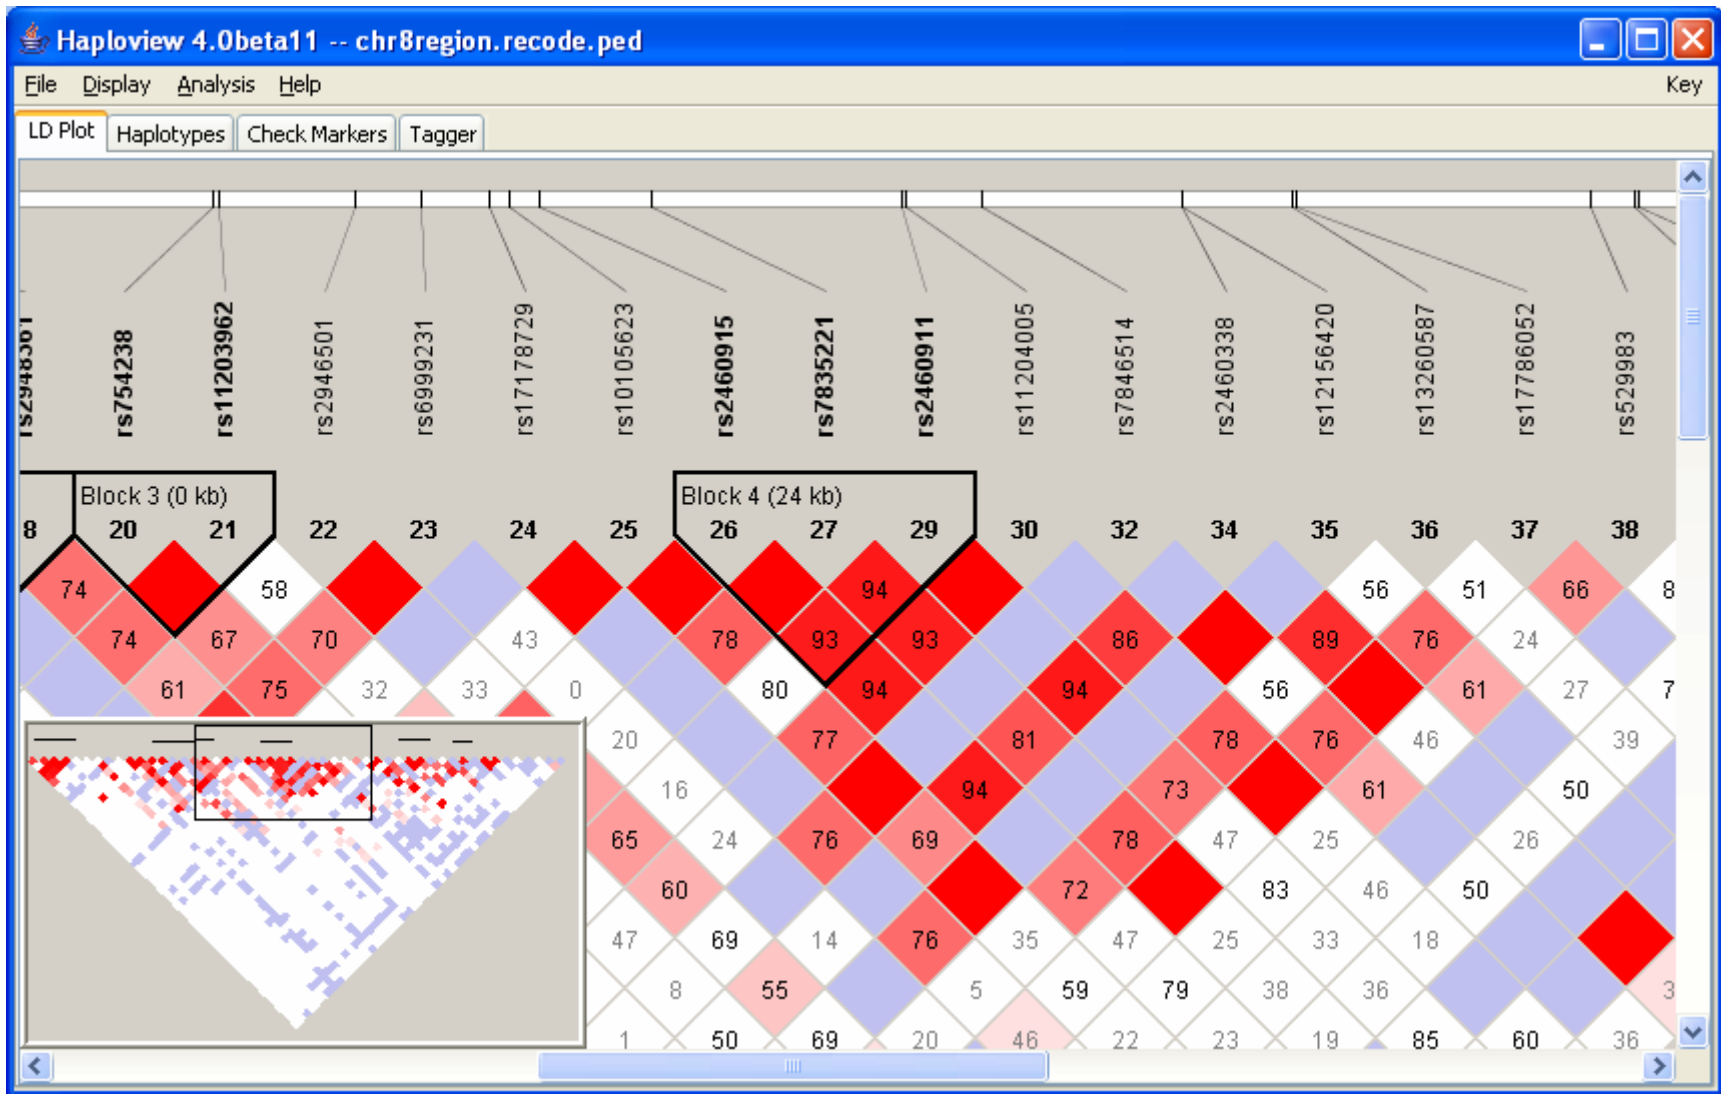 Haploview 4.0beta11 -- chr8region.recode.ped
File Display Analysis Help Key
LD Plot Haplotypes Check Markers Tagger
rs754238 rs11203962 rs2946501 rs6999231 rs17178729 rs10105623 rs2460915 rs7835221 rs2460911 rs11204005 rs7846514 rs2460338 rs12156420 rs13260587 rs17786052 rs529983
Block 3 (0 kb) Block 4 (24 kb)
8 20 21 22 23 24 25 26 27 29 30 32 34 35 36 37 38
74 58 94 56 51 66 8
74 67 70 43 78 93 93 86 89 76 24
61 75 32 33 0 80 94 94 56 61 27 7
20 77 81 78 76 46 39
16 94 73 61 50
65 24 76 69 78 47 25 26
60 72 83 46 50
47 69 14 76 35 47 25 33 18
8 55 5 59 79 38 36 3
1 50 69 20 46 22 23 19 85 60 36